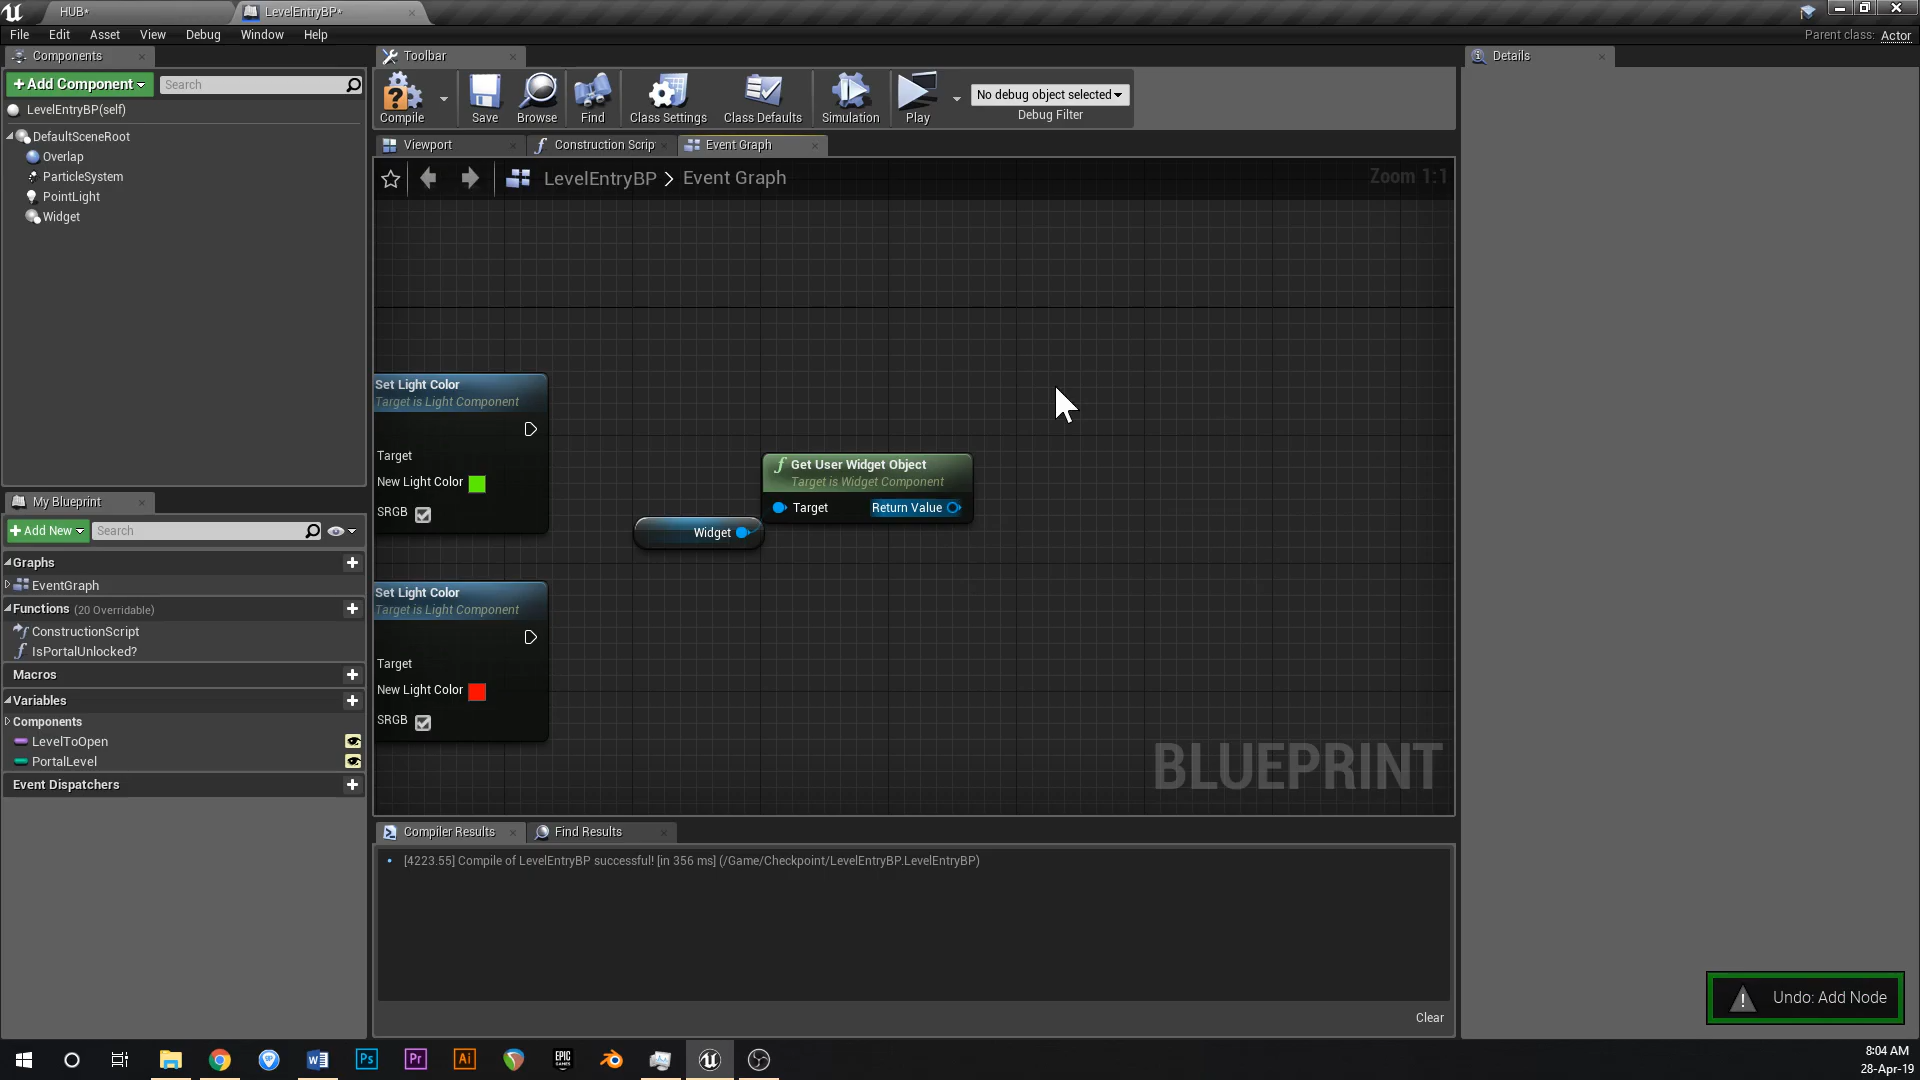 HUB*
LevelEntryBP*
File Edit Asset View Debug Window Help
Parent class: Actor
Components
+ Add Component
Search
LevelEntryBP(self)
DefaultSceneRoot
Overlap
ParticleSystem
PointLight
Widget
My Blueprint
+ Add New
Search
Graphs
EventGraph
Functions (20 Overridable)
ConstructionScript
IsPortalUnlocked?
Macros
Variables
Components
LevelToOpen
PortalLevel
Event Dispatchers
Toolbar
Compile
Save
Browse
Find
Class Settings
Class Defaults
Simulation
Play
No debug object selected
Debug Filter
Viewport
Construction Scrip
Event Graph
LevelEntryBP > Event Graph
Zoom 1:1
Set Light Color
Target is Light Component
Target
New Light Color
SRGB
Set Light Color
Target is Light Component
Target
New Light Color
SRGB
Widget
f Get User Widget Object
Target is Widget Component
Target
Return Value
BLUEPRINT
Compiler Results
Find Results
[4223.55] Compile of LevelEntryBP successful! [in 356 ms] (/Game/Checkpoint/LevelEntryBP.LevelEntryBP)
Clear
Details
Undo: Add Node
Ps
Pr
Ai
EPIC
GAMES
8:04 AM
28-Apr-19